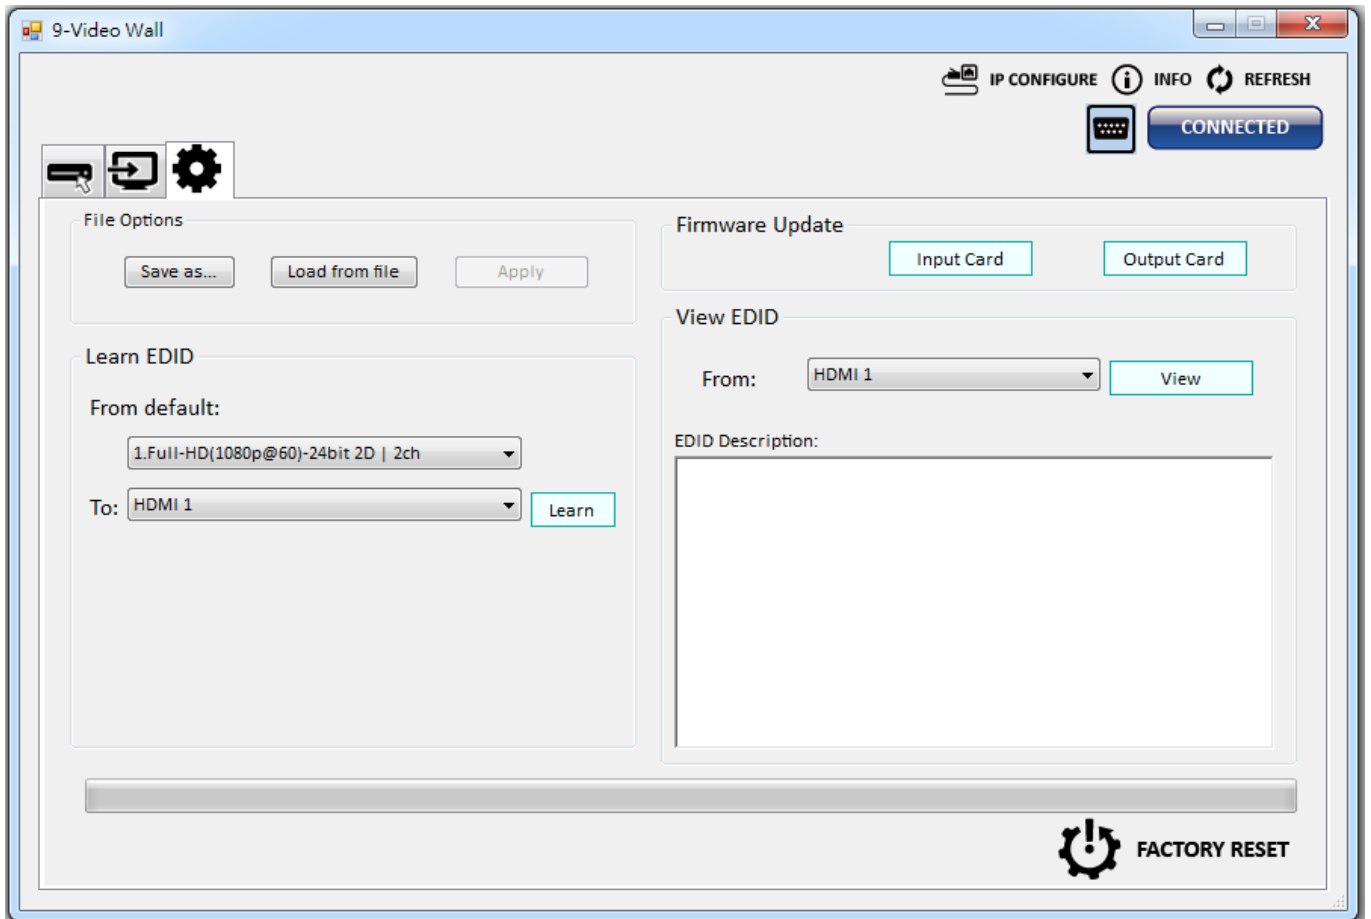 9-Video Wall
IP CONFIGURE INFO REFRESH
CONNECTED
File Options
Save as... Load from file Apply
Firmware Update
Input Card Output Card
Learn EDID
From default:
1.Full-HD(1080p@60)-24bit 2D | 2ch
To: HDMI 1 Learn
View EDID
From: HDMI 1 View
EDID Description:
FACTORY RESET